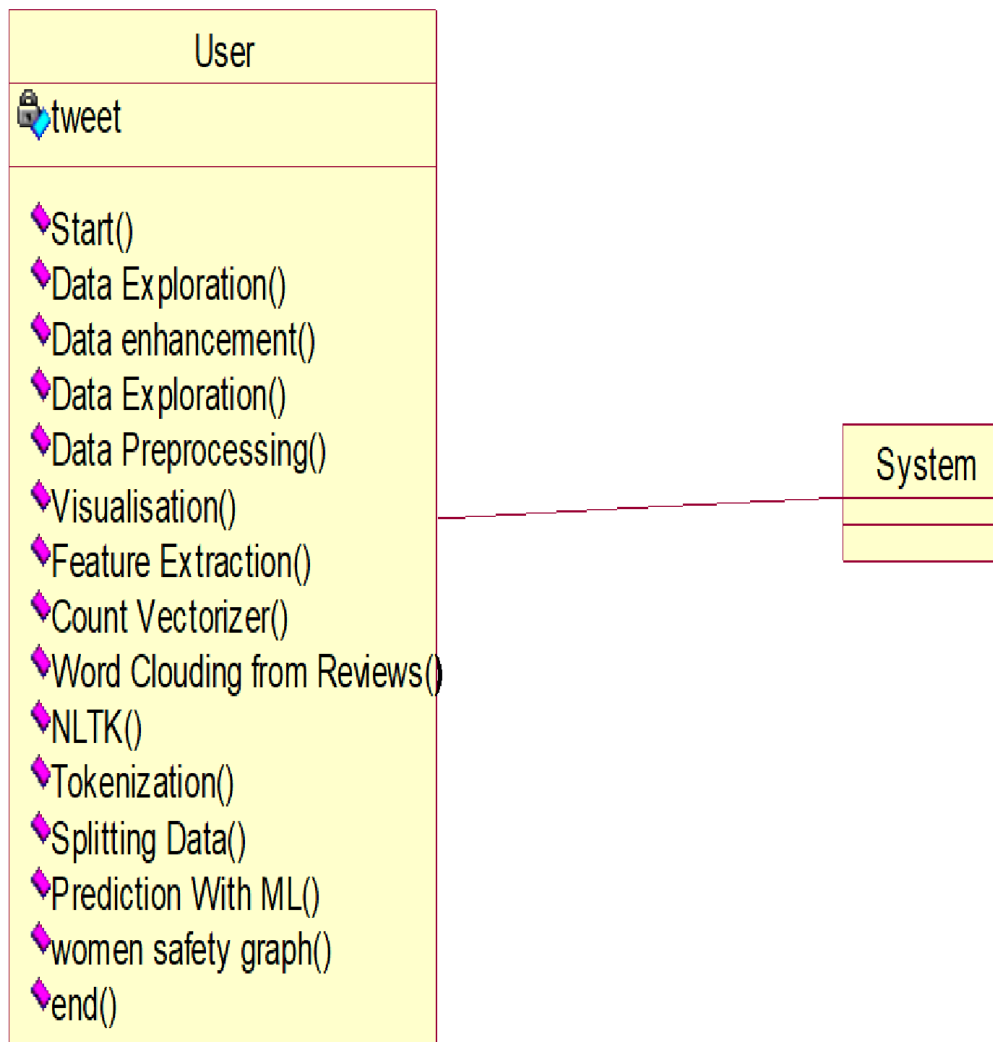 User
tweet
Start()
Data Exploration()
Data enhancement()
Data Exploration()
Data Preprocessing()
Visualisation()
Feature Extraction()
Count Vectorizer()
Word Clouding from Reviews()
NLTK()
Tokenization()
Splitting Data()
Prediction With ML()
women safety graph()
end()
System